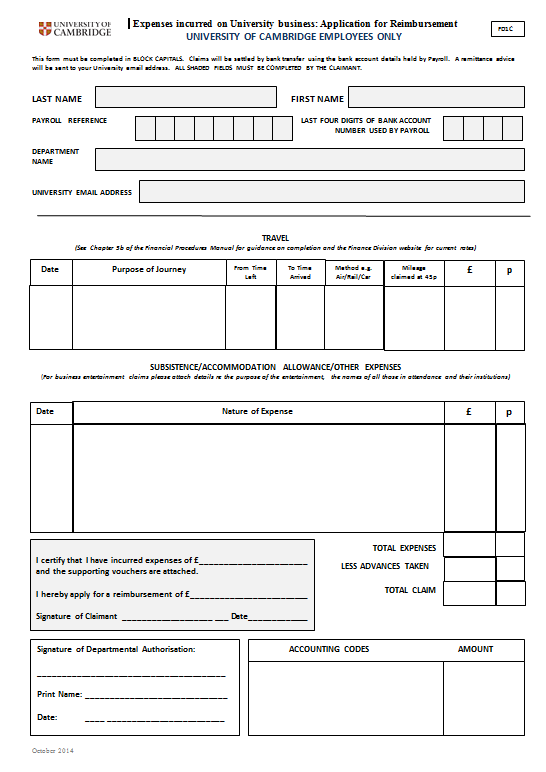 UNIVERSITY OF
CAMBRIDGE
Expenses incurred on University business: Application for Reimbursement
UNIVERSITY OF CAMBRIDGE EMPLOYEES ONLY
FD1C
This form must be completed in BLOCK CAPITALS. Claims will be settled by bank transfer using the bank account details held by Payroll. A remittance advice
will be sent to your University email address. ALL SHADED FIELDS MUST BE COMPLETED BY THE CLAIMANT.
LAST NAME
FIRST NAME
PAYROLL REFERENCE
LAST FOUR DIGITS OF BANK ACCOUNT
NUMBER USED BY PAYROLL
DEPARTMENT
NAME
UNIVERSITY EMAIL ADDRESS
TRAVEL
(See Chapter 5b of the Financial Procedures Manual for guidance on completion and the Finance Division website for current rates)
Date
Purpose of Journey
From Time
Left
To Time
Arrived
Method e.g.
Air/Rail/Car
Mileage
claimed at 45p
£
p
SUBSISTENCE/ACCOMMODATION ALLOWANCE/OTHER EXPENSES
(For business entertainment claims please attach details re the purpose of the entertainment, the names of all those in attendance and their institutions)
Date
Nature of Expense
£
p
TOTAL EXPENSES
LESS ADVANCES TAKEN
TOTAL CLAIM
I certify that I have incurred expenses of £______________________
and the supporting vouchers are attached.
I hereby apply for a reimbursement of £________________________
Signature of Claimant __________________ ___ Date____________
Signature of Departmental Authorisation:
______________________________________
Print Name: _____________________________
Date: ____ ________________________
ACCOUNTING CODES
AMOUNT
October 2014